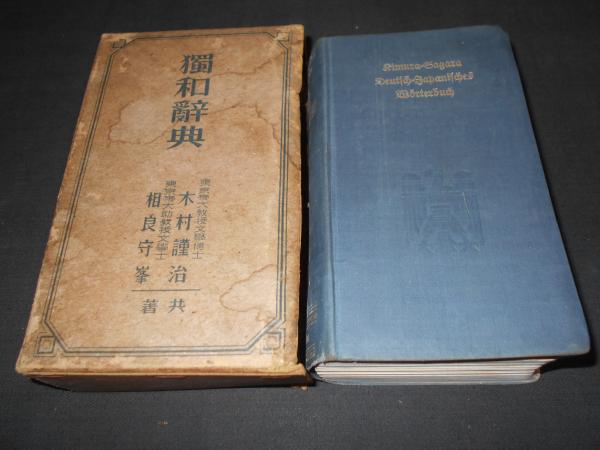 獨和辭典
東京帝大教授文學博士
木村謹治
東京帝大助教授文學士
相良守峯
共著
Kimura-Sagara
Deutsch-Japanisches
Wörterbuch